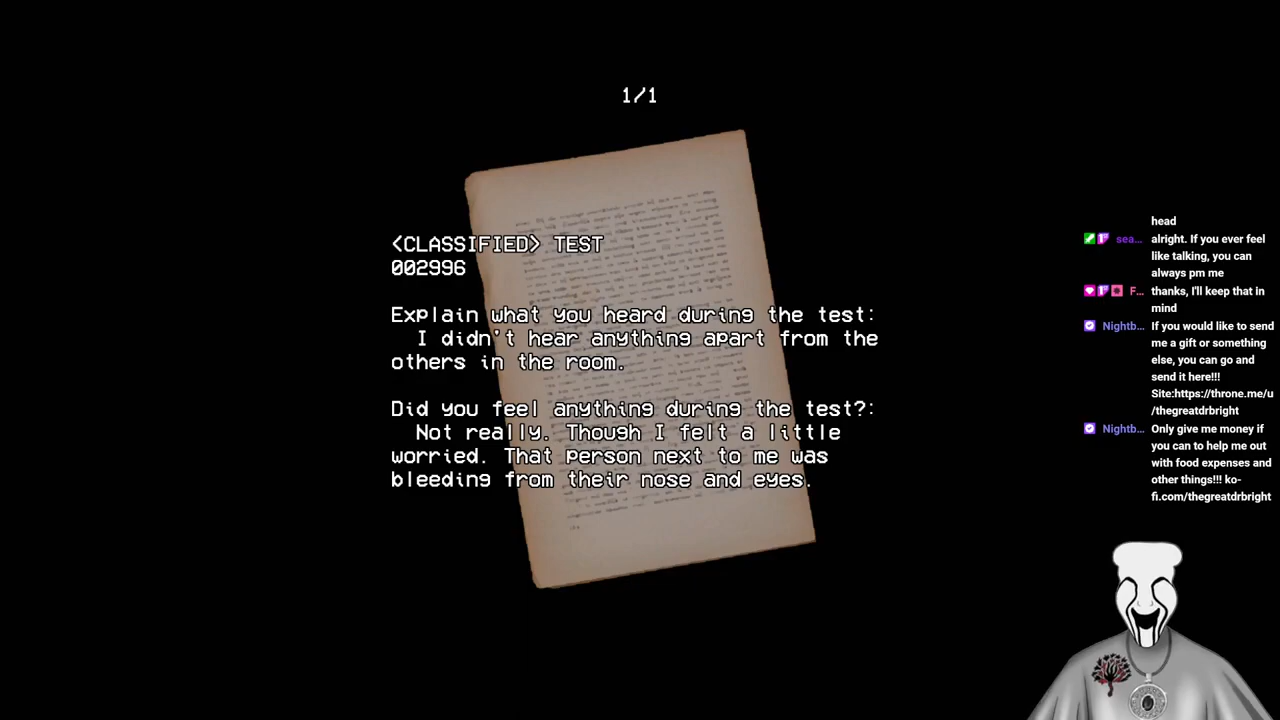 1/1
<CLASSIFIED> TEST
002996
Explain what you heard during the test:
I didn't hear anything apart from the
others in the room.
Did you feel anything during the test?:
Not really. Though I felt a little
worried. That person next to me was
bleeding from their nose and eyes.
head
sea... alright. If you ever feel
like talking, you can
always pm me
F... thanks, I'll keep that in
mind
Nightb... If you would like to send
me a gift or something
else, you can go and
send it here!!!
Site:https://throne.me/u
/thegreatdrbright
Nightb... Only give me money if
you can to help me out
with food expenses and
other things!!! ko-
fi.com/thegreatdrbright